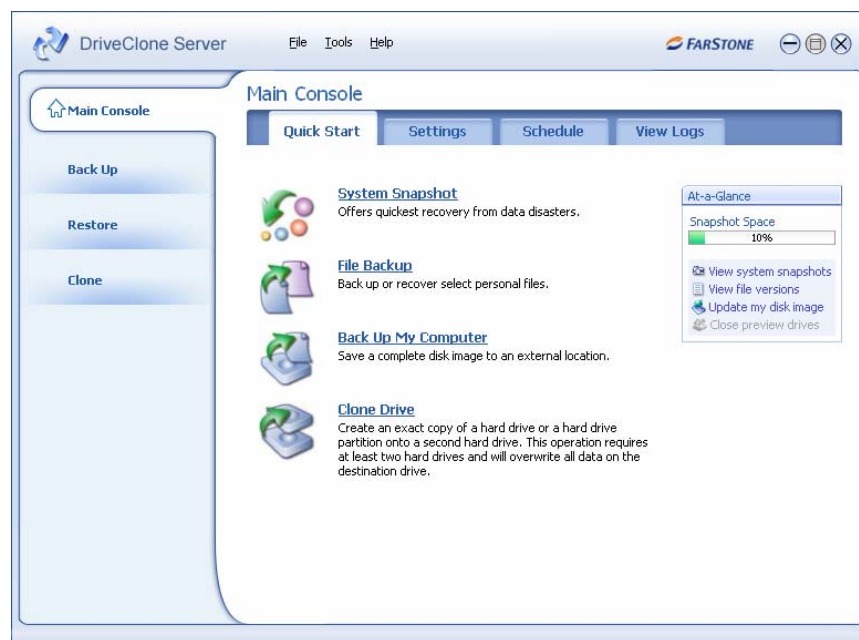 DriveClone Server
File Tools Help
FARSTONE
Main Console
Back Up
Restore
Clone
Main Console
Quick Start
Settings
Schedule
View Logs
System Snapshot
Offers quickest recovery from data disasters.
File Backup
Back up or recover select personal files.
Back Up My Computer
Save a complete disk image to an external location.
Clone Drive
Create an exact copy of a hard drive or a hard drive
partition onto a second hard drive. This operation requires
at least two hard drives and will overwrite all data on the
destination drive.
At-a-Glance
Snapshot Space
10%
View system snapshots
View file versions
Update my disk image
Close preview drives